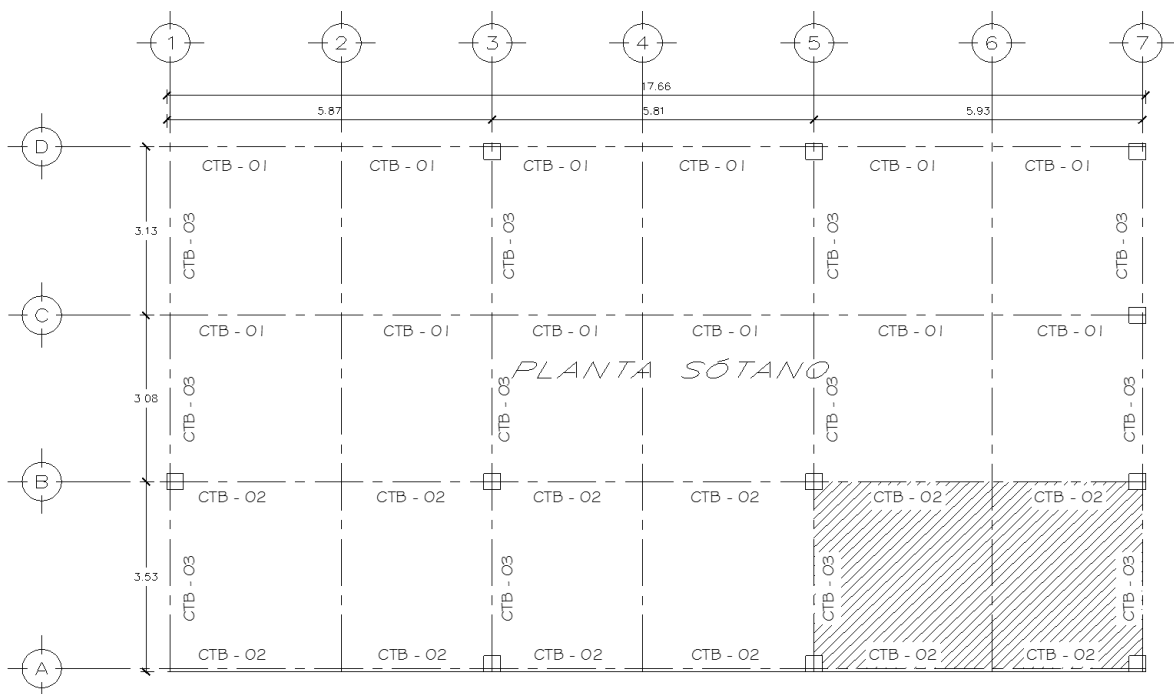 1 2 3 4 5 6 7
17.66
5.87 5.81 5.93
D
CTB - 01 CTB - 01 CTB - 01 CTB - 01 CTB - 01 CTB - 01
3.13
CTB - 03 CTB - 03 CTB - 03 CTB - 03
C
CTB - 01 CTB - 01 CTB - 01 CTB - 01 CTB - 01 CTB - 01
PLANTA SÓTANO
3.08
CTB - 03 CTB - 03 CTB - 03 CTB - 03
B
CTB - 02 CTB - 02 CTB - 02 CTB - 02 CTB - 02 CTB - 02
3.53
CTB - 03 CTB - 03 CTB - 03 CTB - 03
CTB - 02 CTB - 02 CTB - 02 CTB - 02 CTB - 02 CTB - 02
A